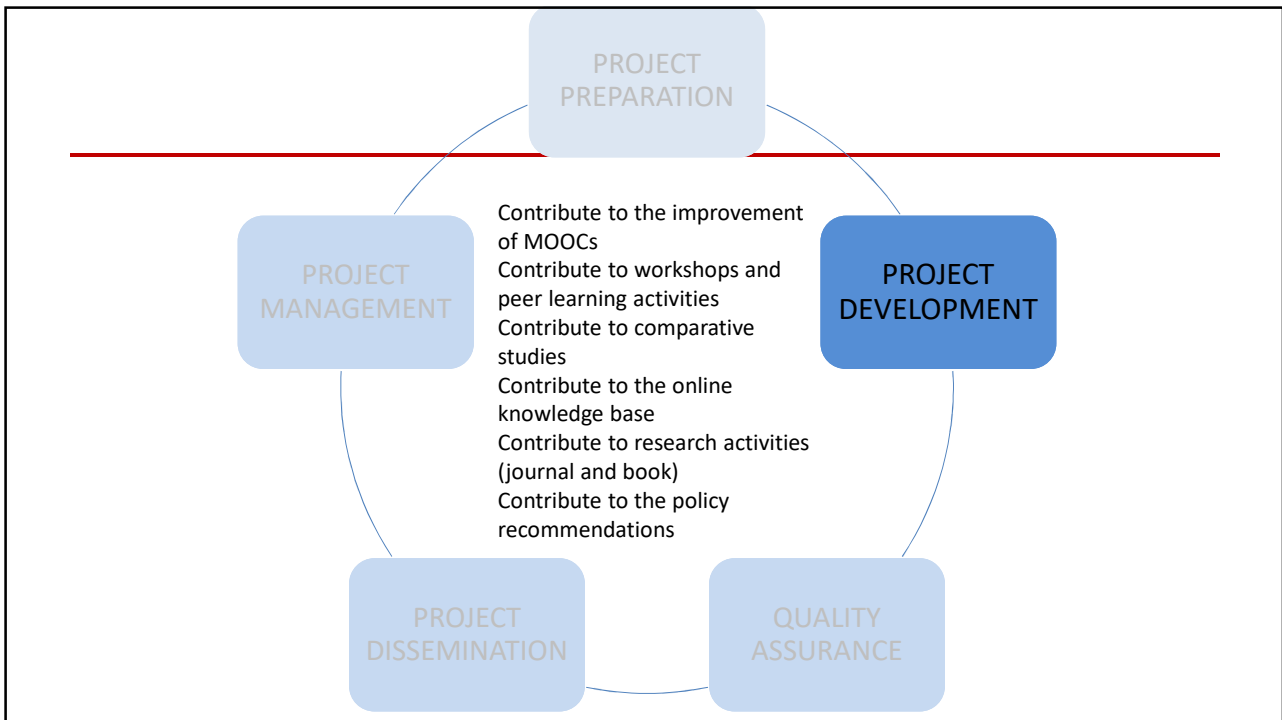 PROJECT
PREPARATION
PROJECT
MANAGEMENT
Contribute to the improvement
of MOOCs
Contribute to workshops and
peer learning activities
Contribute to comparative
studies
Contribute to the online
knowledge base
Contribute to research activities
(journal and book)
Contribute to the policy
recommendations
PROJECT
DEVELOPMENT
PROJECT
DISSEMINATION
QUALITY
ASSURANCE